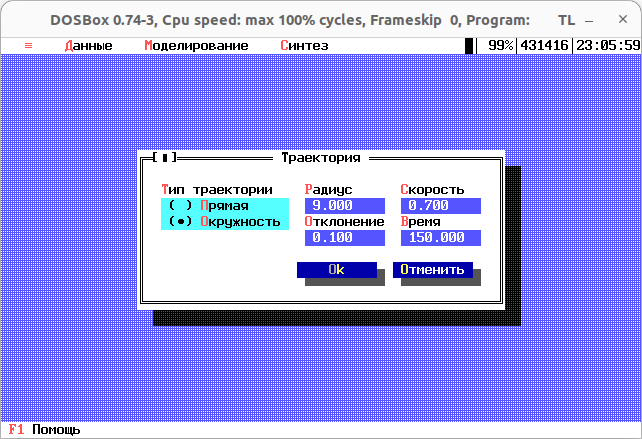 DOSBox 0.74-3, Cpu speed: max 100% cycles, Frameskip 0, Program: TL
≡ Данные Моделирование Синтез 99% 431416 23:05:59
Траектория
Тип траектории
( ) Прямая
(•) Окружность
Радиус
9.000
Скорость
0.700
Отклонение
0.100
Время
150.000
Ok Отменить
F1 Помощь